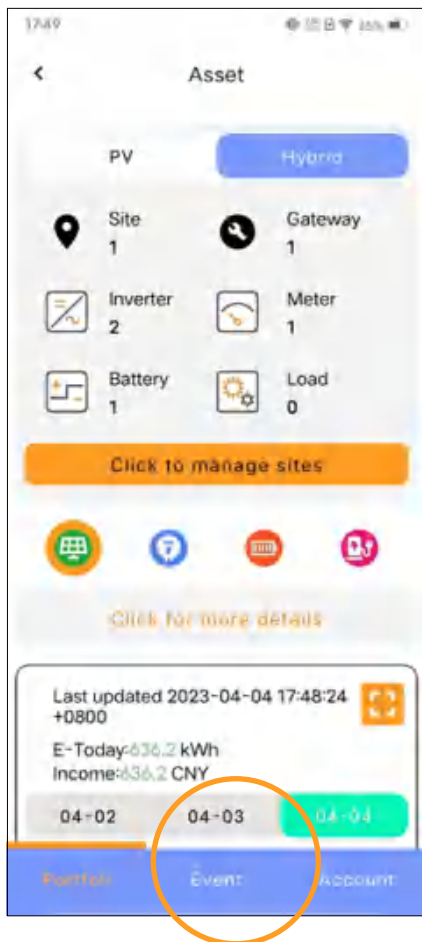 17:49
Asset
PV Hybrid
Site
1
Gateway
1
Inverter
2
Meter
1
Battery
1
Load
0
Click to manage sites
Click for more details
Last updated 2023-04-04 17:48:24
+0800
E-Today:636.2 kWh
Income:636.2 CNY
04-02 04-03 04-04
Event Account